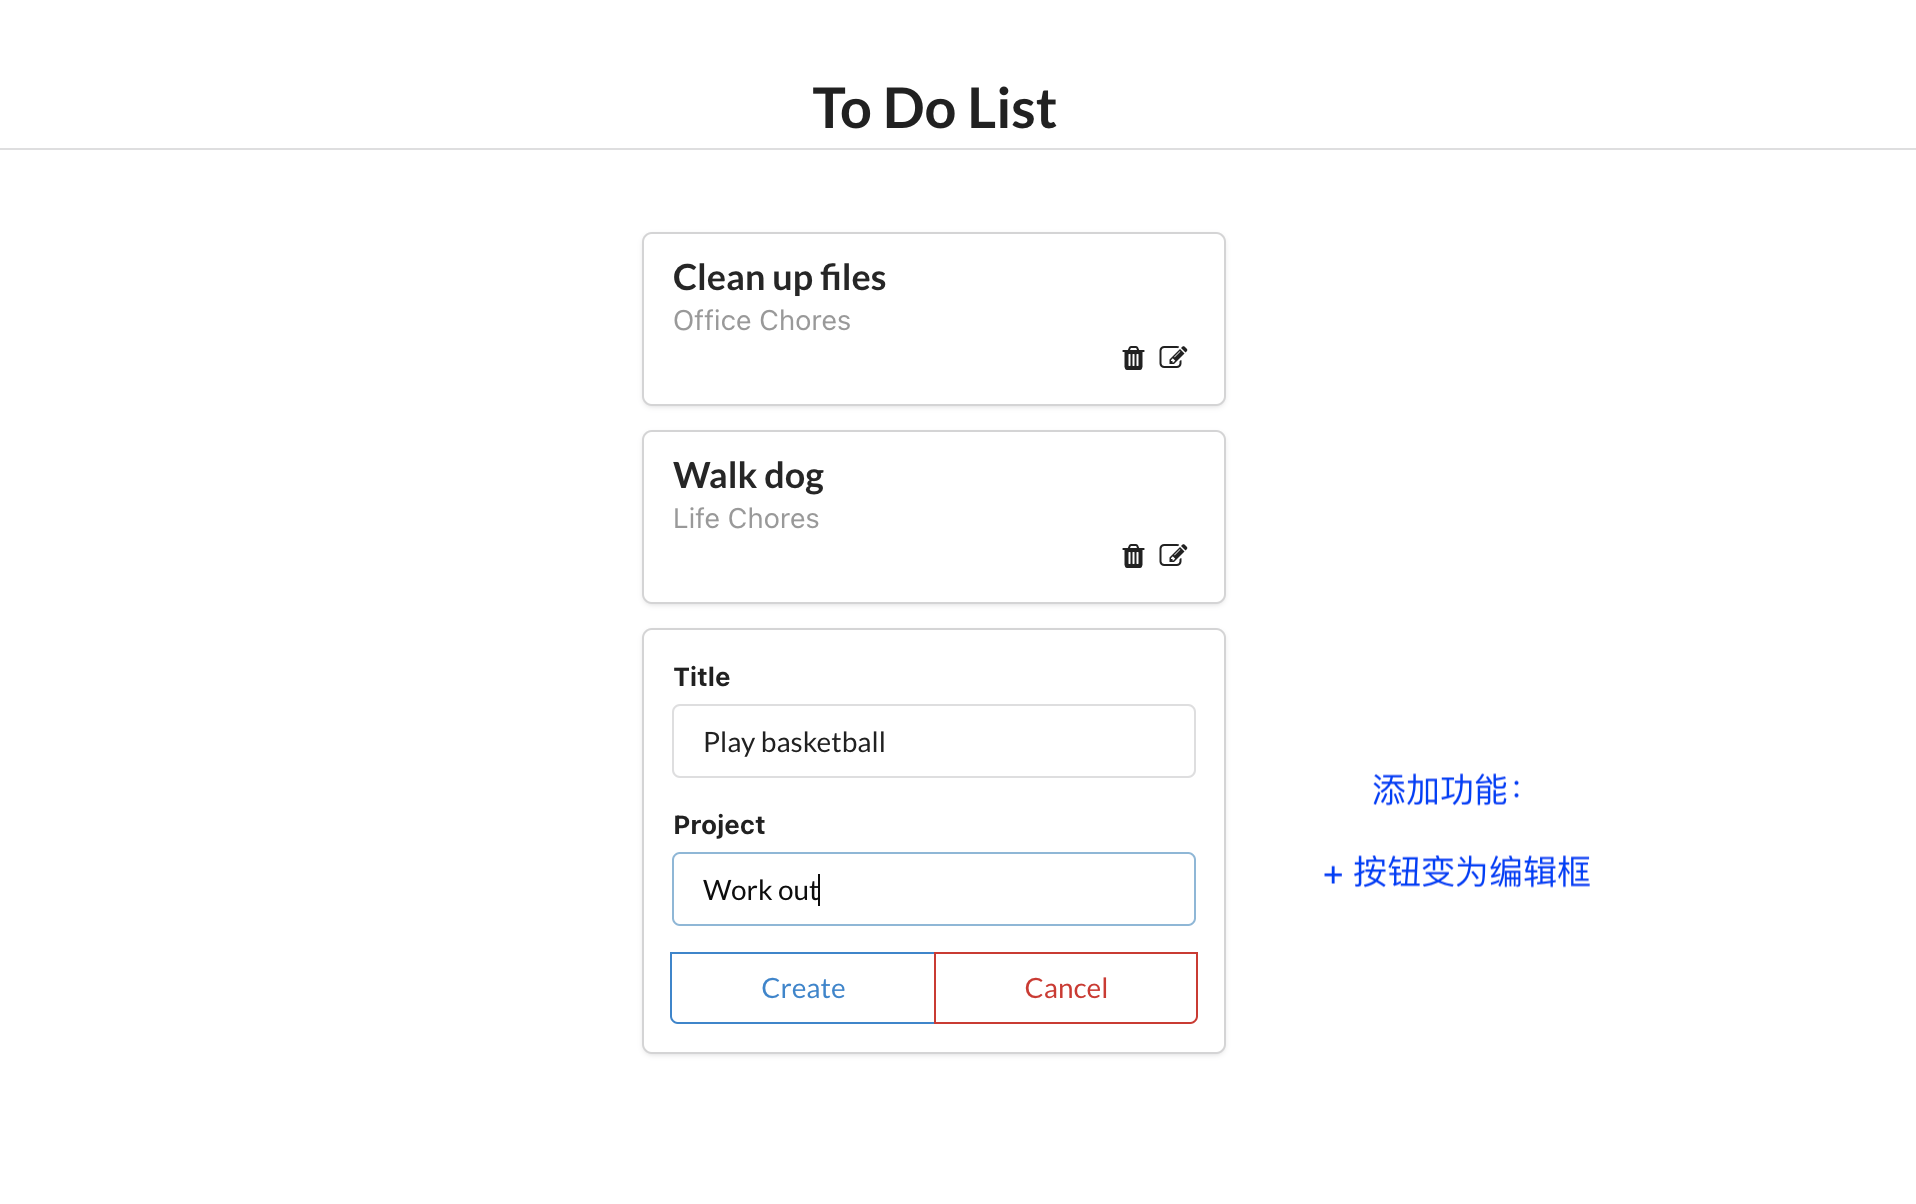 To Do List
Clean up files
Office Chores
Walk dog
Life Chores
Title
Play basketball
Project
Work out
Create
Cancel
添加功能：
+ 按钮变为编辑框